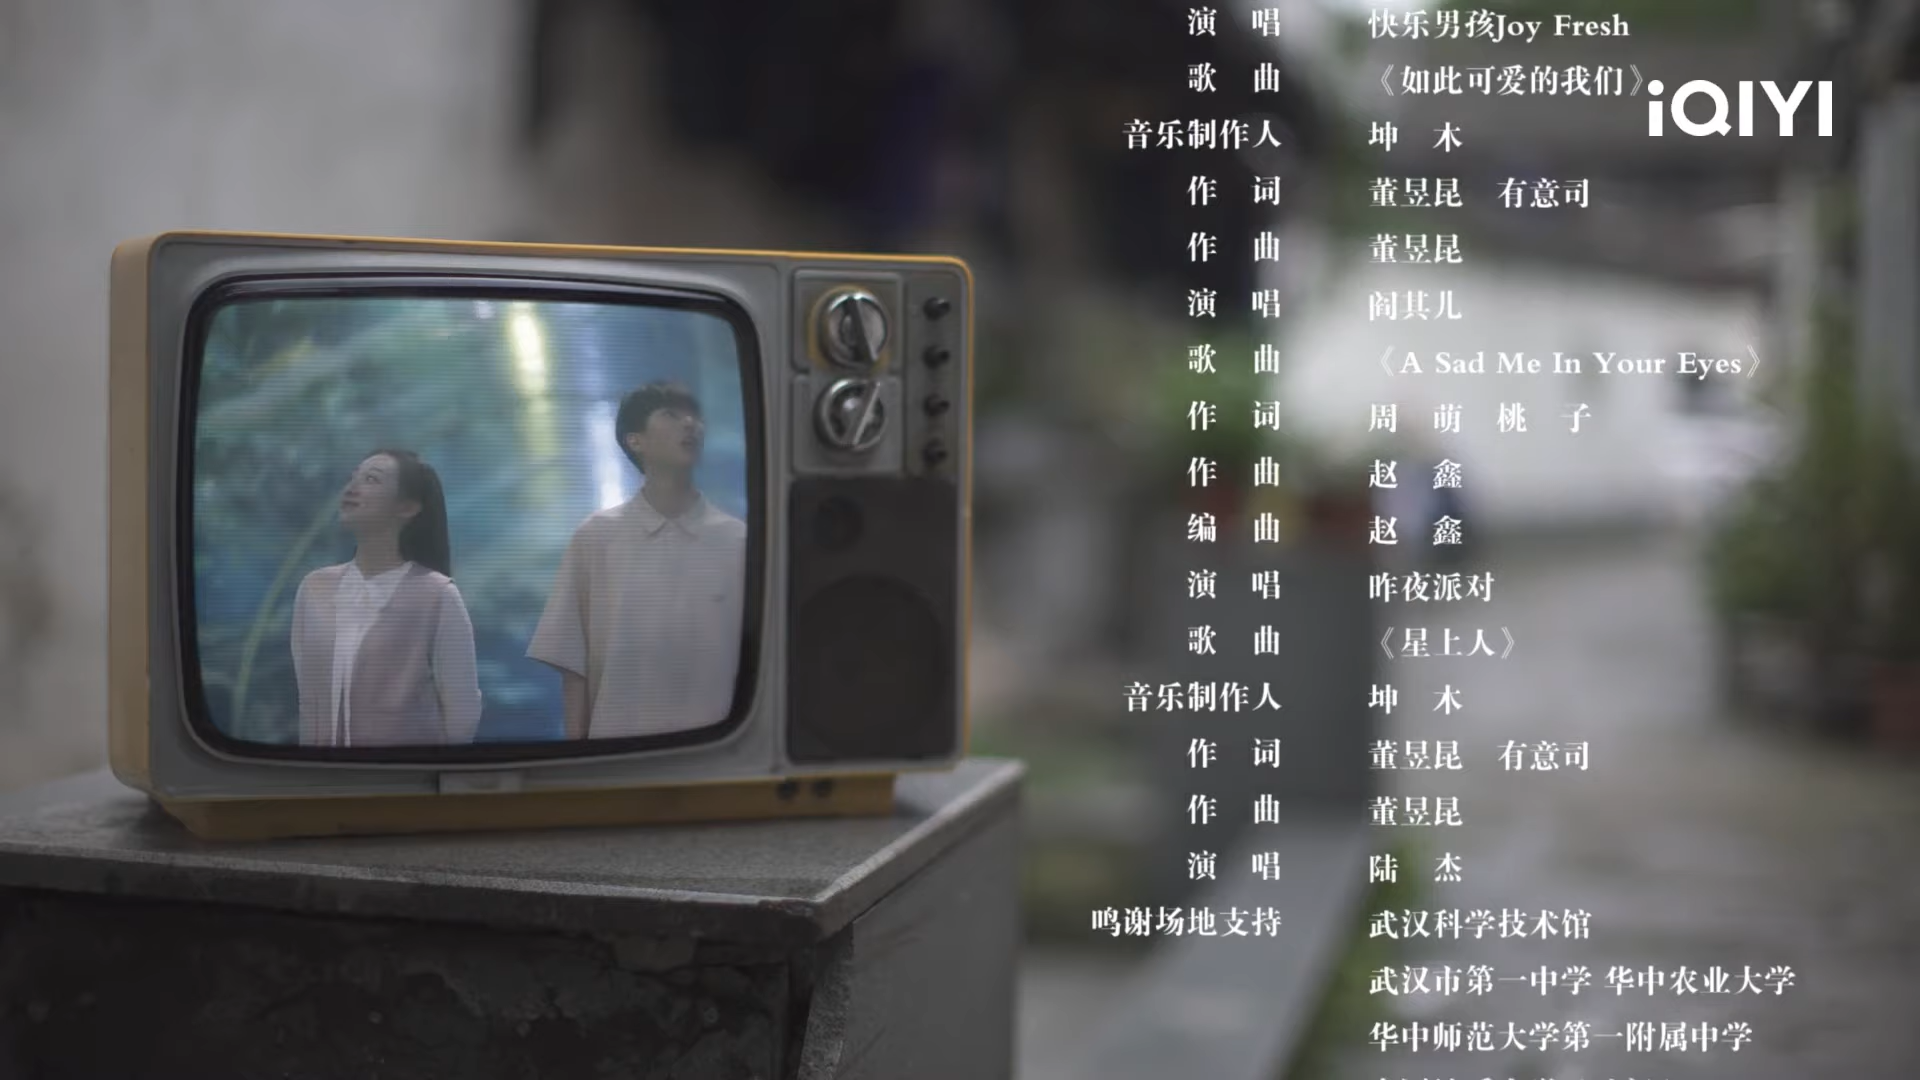 演 唱 快乐男孩Joy Fresh
歌 曲 《如此可爱的我们》
iQIYI
音乐制作人 坤 木
作 词 董昱昆 有意司
作 曲 董昱昆
演 唱 阎其儿
歌 曲 《A Sad Me In Your Eyes》
作 词 周 萌 桃 子
作 曲 赵 鑫
编 曲 赵 鑫
演 唱 昨夜派对
歌 曲 《星上人》
音乐制作人 坤 木
作 词 董昱昆 有意司
作 曲 董昱昆
演 唱 陆 杰
鸣谢场地支持 武汉科学技术馆
武汉市第一中学 华中农业大学
华中师范大学第一附属中学